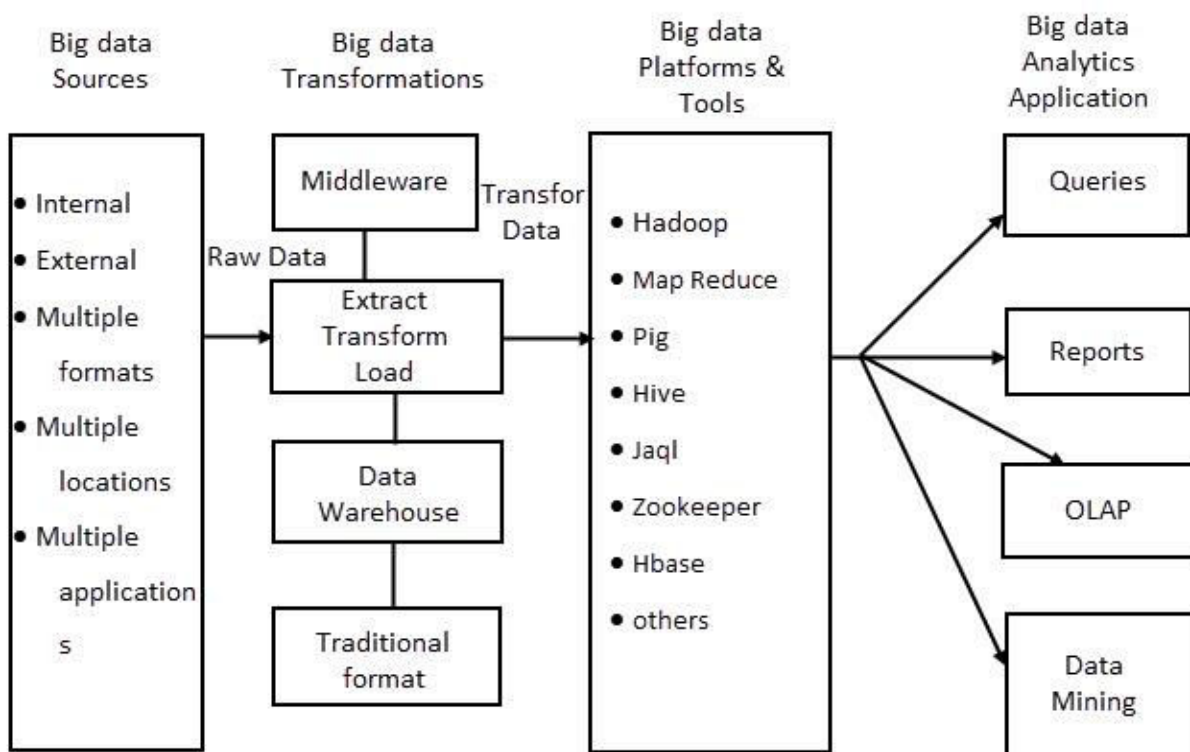 Big data
Sources
Big data
Transformations
Big data
Platforms &
Tools
Big data
Analytics
Application
• Internal
• External
• Multiple
formats
• Multiple
locations
• Multiple
application
s
Raw Data
Middleware
Extract
Transform
Load
Data
Warehouse
Traditional
format
Transfor
Data
• Hadoop
• Map Reduce
• Pig
• Hive
• Jaql
• Zookeeper
• Hbase
• others
Queries
Reports
OLAP
Data
Mining